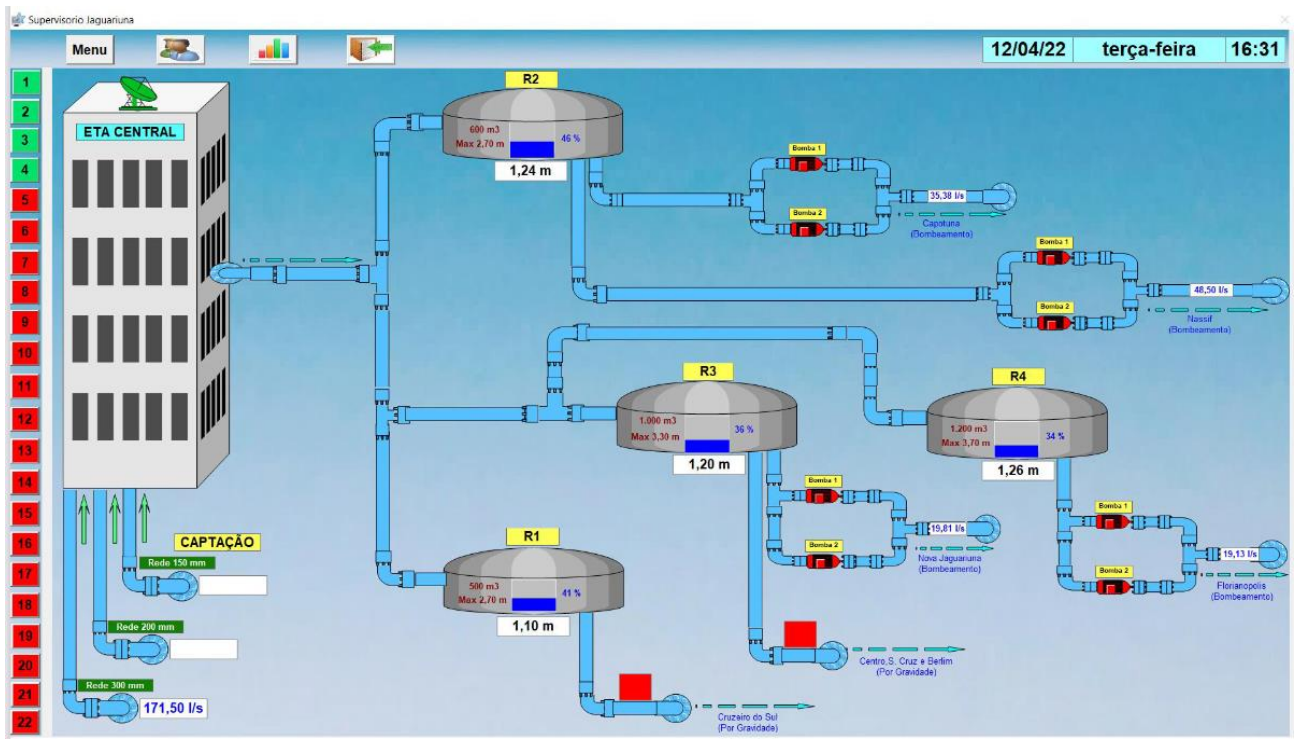 Supervisorio Jaguariuna
Menu
12/04/22
terça-feira
16:31
1
2
3
4
5
6
7
8
9
10
11
12
13
14
15
16
17
18
19
20
21
22
ETA CENTRAL
R2
600 m3
Max 2,70 m
46 %
1,24 m
Bomba 1
Bomba 2
35,38 l/s
Capotuna
(Bombeamento)
Bomba 1
Bomba 2
48,50 l/s
Nassif
(Bombeamento)
R3
1.000 m3
Max 3,30 m
36 %
1,20 m
R4
1.200 m3
Max 3,70 m
34 %
1,26 m
Bomba 1
Bomba 2
19,81 l/s
Nova Jaguariuna
(Bombeamento)
Bomba 1
Bomba 2
19,13 l/s
Florianopolis
(Bombeamento)
R1
500 m3
Max 2,70 m
41 %
1,10 m
CAPTAÇÃO
Rede 150 mm
Rede 200 mm
Rede 300 mm
171,50 l/s
Centro,S. Cruz e Berlim
(Por Gravidade)
Cruzeiro do Sul
(Por Gravidade)